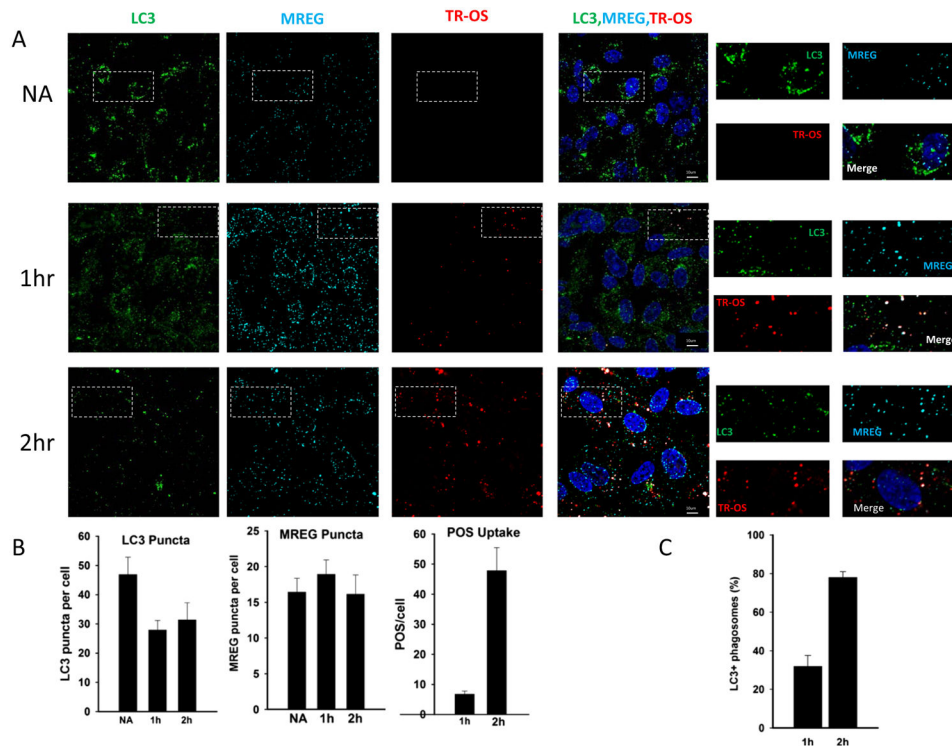 LC3 MREG TR-OS LC3,MREG,TR-OS
A
NA
LC3 MREG
TR-OS Merge
10µm
1hr
LC3 MREG
TR-OS Merge
10µm
2hr
LC3 MREG
TR-OS Merge
10µm
B
LC3 Puncta
LC3 puncta per cell
60
50
40
30
20
10
0
NA 1h 2h
MREG Puncta
MREG puncta per cell
25
20
15
10
5
0
NA 1h 2h
POS Uptake
POS/cell
60
50
40
30
20
10
0
1h 2h
C
LC3+ phagosomes (%)
80
60
40
20
0
1h 2h